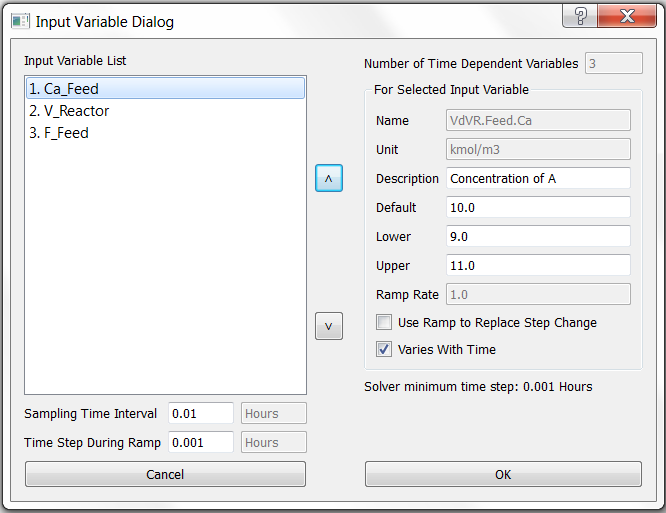 Input Variable Dialog
?
X
Input Variable List
1. Ca_Feed
2. V_Reactor
3. F_Feed
^
v
Sampling Time Interval 0.01 Hours
Time Step During Ramp 0.001 Hours
Cancel
Number of Time Dependent Variables 3
For Selected Input Variable
Name VdVR.Feed.Ca
Unit kmol/m3
Description Concentration of A
Default 10.0
Lower 9.0
Upper 11.0
Ramp Rate 1.0
Use Ramp to Replace Step Change
Varies With Time
Solver minimum time step: 0.001 Hours
OK